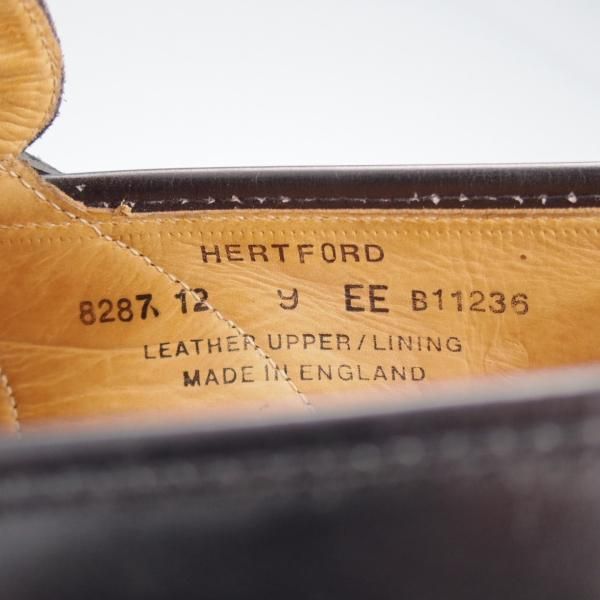 HERTFORD
8287 12 9 EE B11236
LEATHER UPPER/LINING
MADE IN ENGLAND